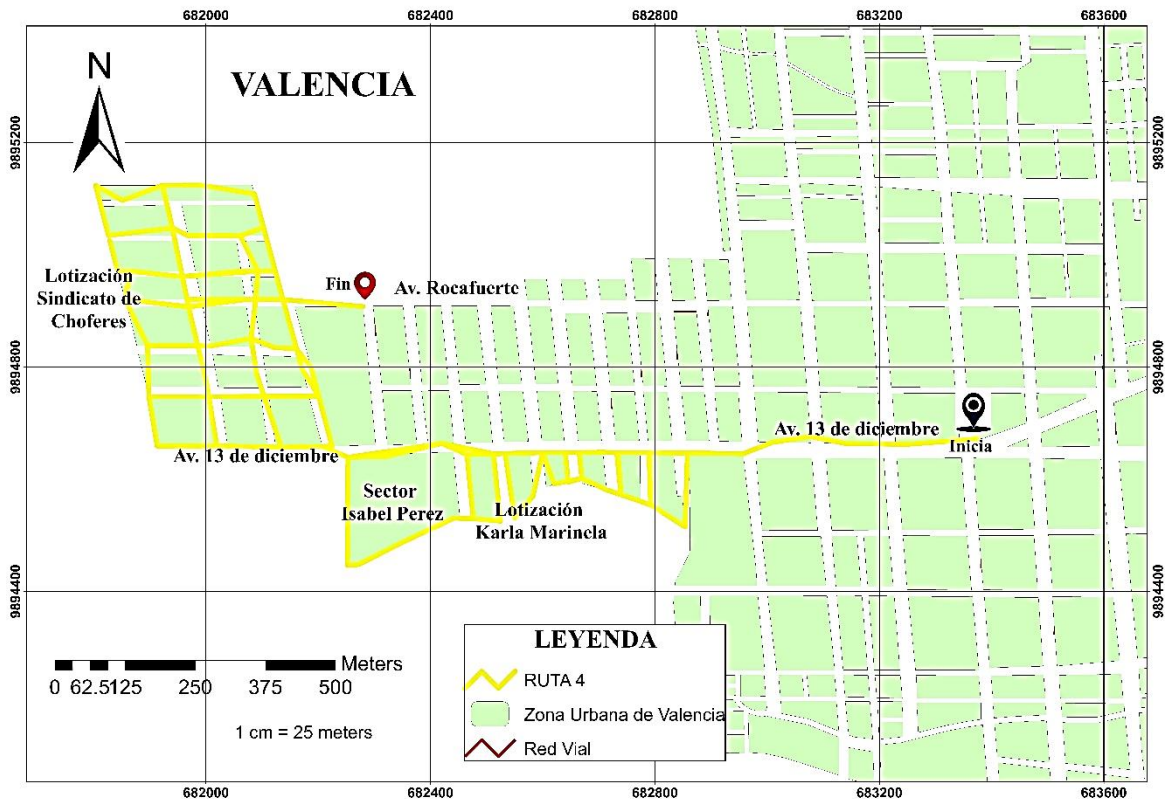 682000 682400 682800 683200 683600
N
VALENCIA
9895200
9895200
Lotización
Sindicato de
Choferes
Fin
Av. Rocafuerte
9894800
9894800
Av. 13 de diciembre
Inicia
Av. 13 de diciembre
Sector
Isabel Perez
Lotización
Karla Marinela
9894400
9894400
LEYENDA
RUTA 4
Zona Urbana de Valencia
Red Vial
Meters
0 62.5125 250 375 500
1 cm = 25 meters
682000 682400 682800 683200 683600